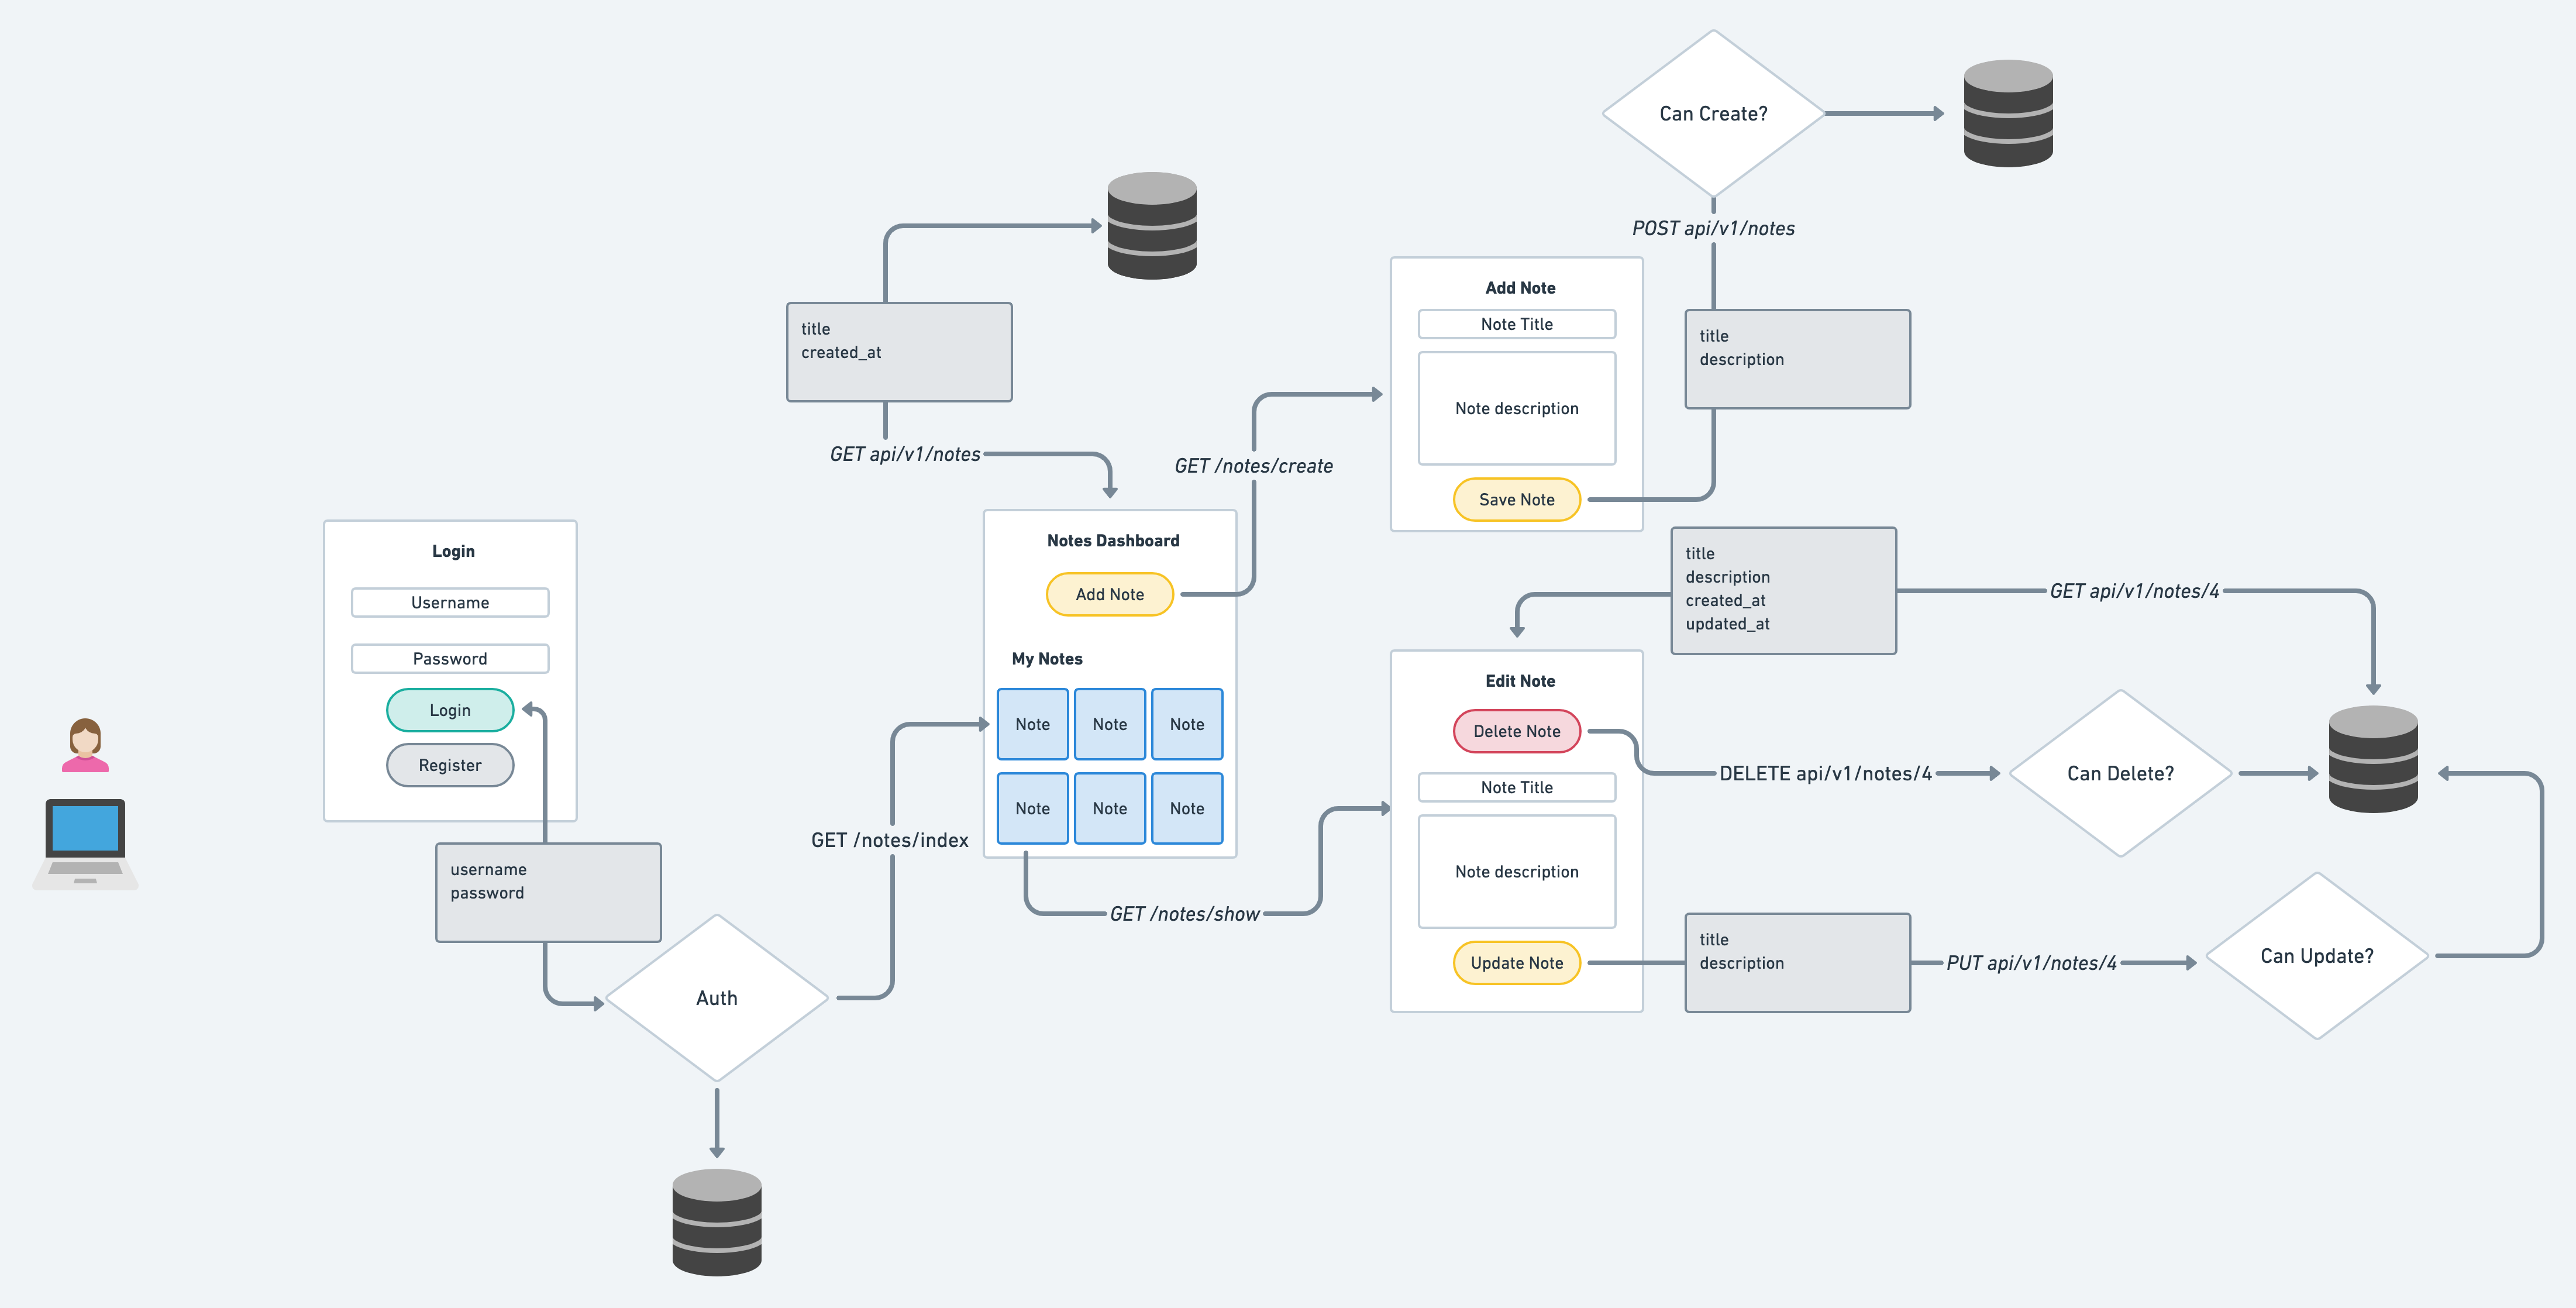 Can Create?
POST api/v1/notes
title
created_at
GET api/v1/notes
GET /notes/create
Add Note
Note Title
Note description
Save Note
title
description
Login
Username
Password
Login
Register
username
password
Auth
GET /notes/index
Notes Dashboard
Add Note
My Notes
Note
Note
Note
Note
Note
Note
GET /notes/show
title
description
created_at
updated_at
GET api/v1/notes/4
Edit Note
Delete Note
Note Title
Note description
Update Note
DELETE api/v1/notes/4
Can Delete?
title
description
PUT api/v1/notes/4
Can Update?